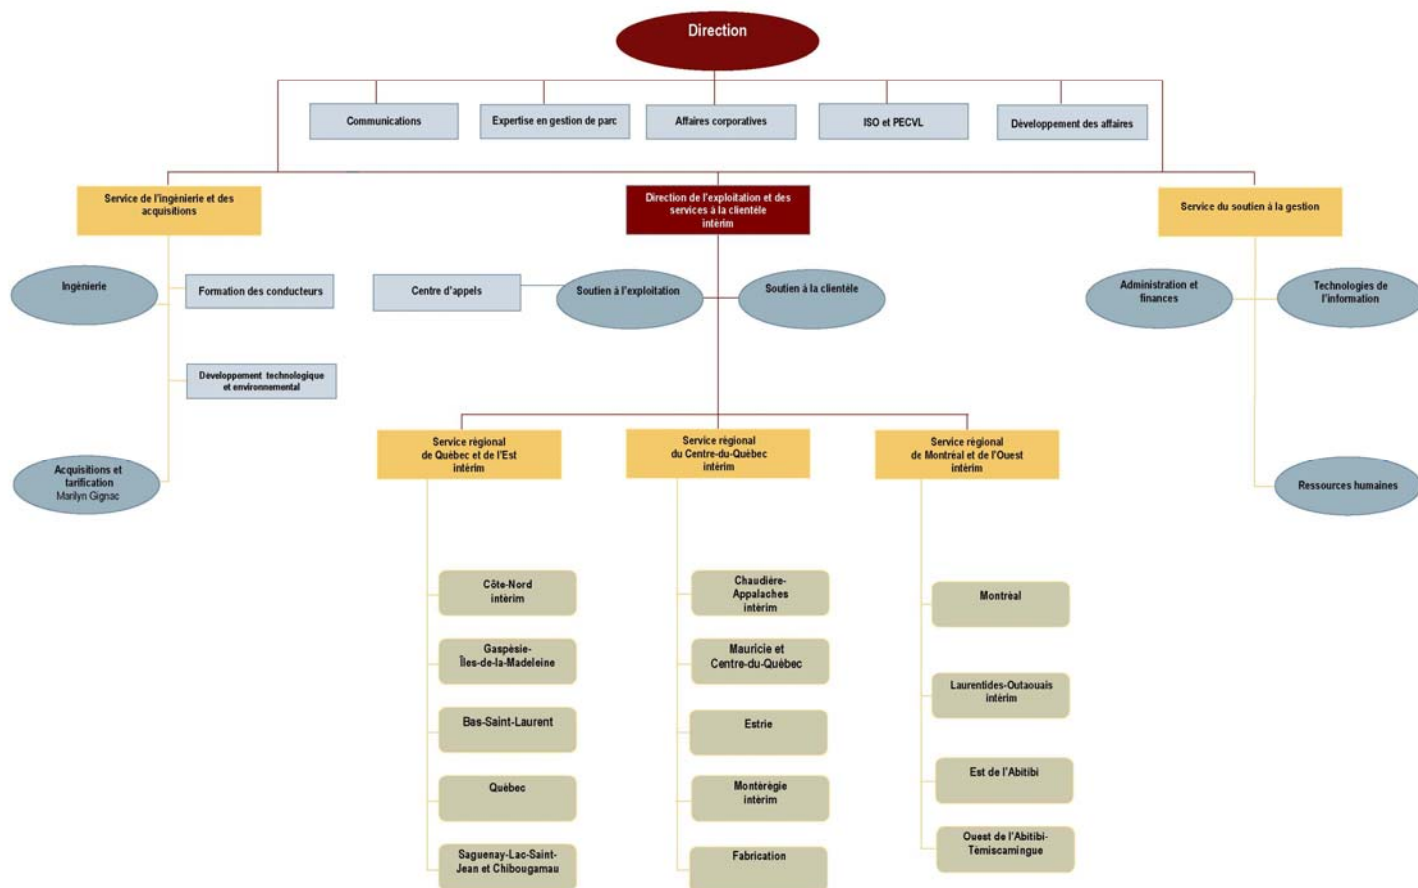 Direction
Communications
Expertise en gestion de parc
Affaires corporatives
ISO et PECVL
Développement des affaires
Service de l'ingénierie et des
acquisitions
Direction de l'exploitation et des
services à la clientèle
intérim
Service du soutien à la gestion
Ingénierie
Formation des conducteurs
Centre d'appels
Soutien à l'exploitation
Soutien à la clientèle
Administration et
finances
Technologies de
l'information
Développement technologique
et environnemental
Acquisitions et
tarification
Marilyn Gignac
Ressources humaines
Service régional
de Québec et de l'Est
intérim
Service régional
du Centre-du-Québec
intérim
Service régional
de Montréal et de l'Ouest
intérim
Côte-Nord
intérim
Gaspésie-
Îles-de-la-Madeleine
Bas-Saint-Laurent
Québec
Saguenay-Lac-Saint-
Jean et Chibougamau
Chaudière-
Appalaches
intérim
Mauricie et
Centre-du-Québec
Estrie
Montérégie
intérim
Fabrication
Montréal
Laurentides-Outaouais
intérim
Est de l'Abitibi
Ouest de l'Abitibi-
Témiscamingue